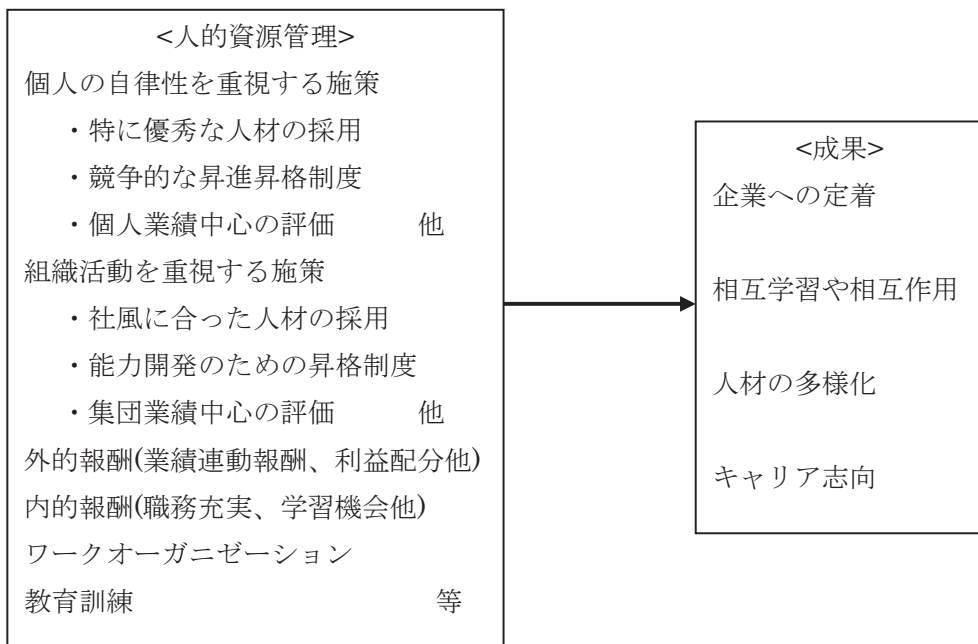 <人的資源管理>
個人の自律性を重視する施策
・特に優秀な人材の採用
・競争的な昇進昇格制度
・個人業績中心の評価　　　他
組織活動を重視する施策
・社風に合った人材の採用
・能力開発のための昇格制度
・集団業績中心の評価　　　他
外的報酬(業績連動報酬、利益配分他)
内的報酬(職務充実、学習機会他)
ワークオーガニゼーション
教育訓練　　　　　　　　　等
<成果>
企業への定着
相互学習や相互作用
人材の多様化
キャリア志向